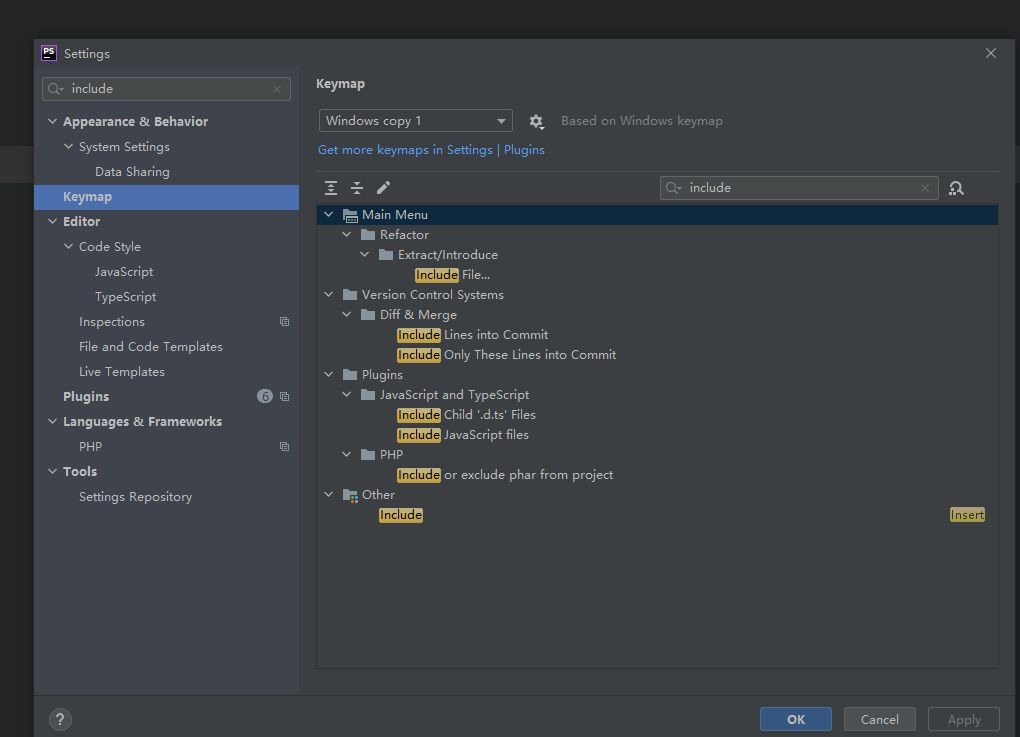 PS Settings
include
Appearance & Behavior
System Settings
Data Sharing
Keymap
Editor
Code Style
JavaScript
TypeScript
Inspections
File and Code Templates
Live Templates
Plugins 6
Languages & Frameworks
PHP
Tools
Settings Repository
Keymap
Windows copy 1 Based on Windows keymap
Get more keymaps in Settings | Plugins
include
Main Menu
Refactor
Extract/Introduce
Include File...
Version Control Systems
Diff & Merge
Include Lines into Commit
Include Only These Lines into Commit
Plugins
JavaScript and TypeScript
Include Child '.d.ts' Files
Include JavaScript files
PHP
Include or exclude phar from project
Other
Include Insert
? OK Cancel Apply